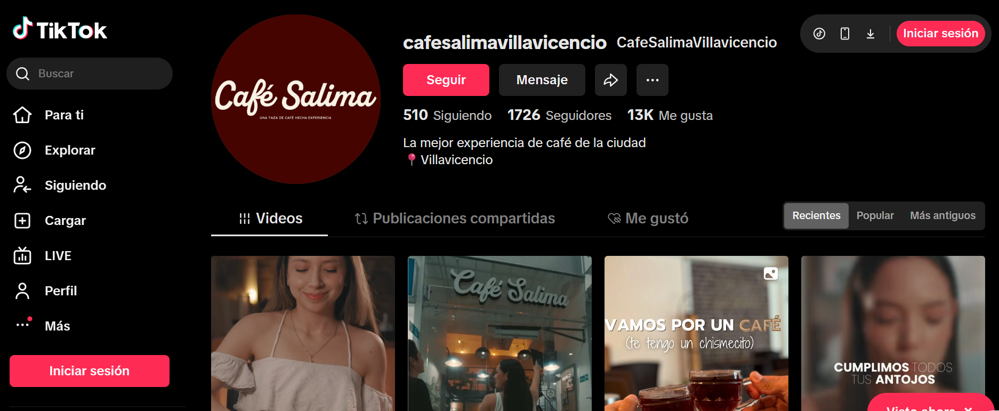 TikTok
Buscar
Para ti
Explorar
Siguiendo
Cargar
LIVE
Perfil
Más
Iniciar sesión
Café Salima
UNA TAZA DE CAFÉ HECHA EXPERIENCIA
cafesalimavillavicencio CafeSalimaVillavicencio
Iniciar sesión
Seguir Mensaje
510 Siguiendo 1726 Seguidores 13K Me gusta
La mejor experiencia de café de la ciudad
Villavicencio
Videos Publicaciones compartidas Me gustó
Recientes Popular Más antiguos
Café Salima
VAMOS POR UN CAFÉ
(te tengo un chismecito)
CUMPLIMOS TODOS
TUS ANTOJOS
Visto ahora